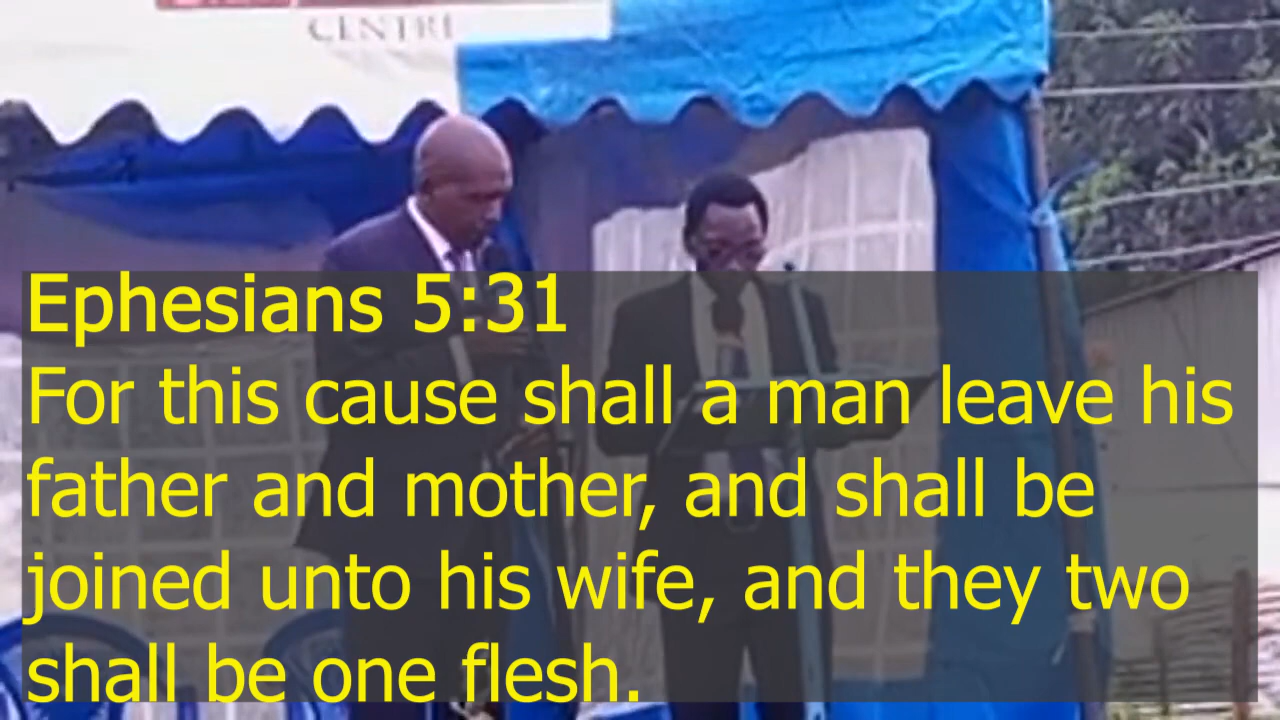 CENTRE
Ephesians 5:31
For this cause shall a man leave his
father and mother, and shall be
joined unto his wife, and they two
shall be one flesh.